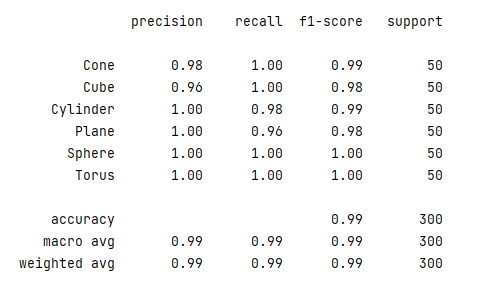 precision recall f1-score support
Cone 0.98 1.00 0.99 50
Cube 0.96 1.00 0.98 50
Cylinder 1.00 0.98 0.99 50
Plane 1.00 0.96 0.98 50
Sphere 1.00 1.00 1.00 50
Torus 1.00 1.00 1.00 50
accuracy 0.99 300
macro avg 0.99 0.99 0.99 300
weighted avg 0.99 0.99 0.99 300